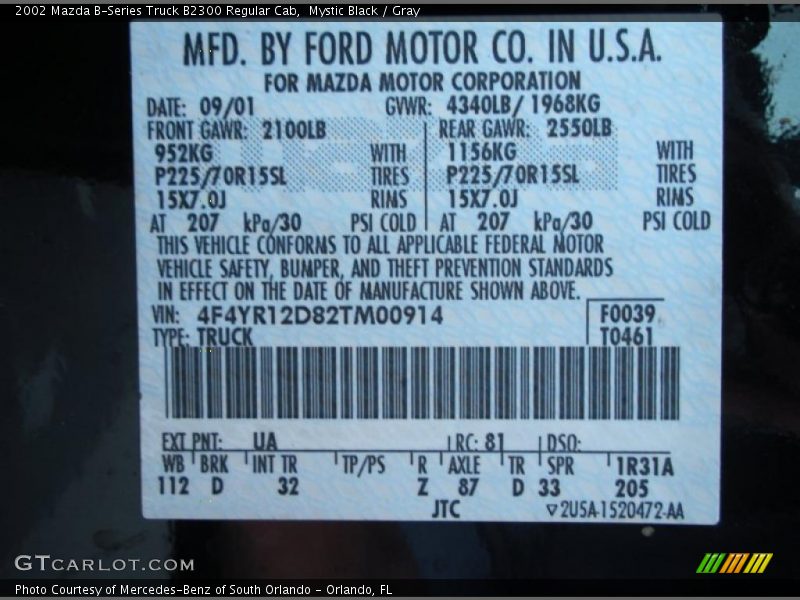 2002 Mazda B-Series Truck B2300 Regular Cab,  Mystic Black / Gray
MFD. BY FORD MOTOR CO. IN U.S.A.
FOR MAZDA MOTOR CORPORATION
DATE: 09/01 GVWR: 4340LB/ 1968KG
FRONT GAWR: 2100LB REAR GAWR: 2550LB
952KG WITH 1156KG WITH
P225/70R15SL TIRES P225/70R15SL TIRES
15X7.0J RIMS 15X7.0J RIMS
AT 207 kPa/30 PSI COLD AT 207 kPa/30 PSI COLD
THIS VEHICLE CONFORMS TO ALL APPLICABLE FEDERAL MOTOR
VEHICLE SAFETY, BUMPER, AND THEFT PREVENTION STANDARDS
IN EFFECT ON THE DATE OF MANUFACTURE SHOWN ABOVE.
VIN: 4F4YR12D82TM00914 F0039
TYPE: TRUCK T0461
EXT PNT: UA RC: 81 DSO:
WB BRK INT TR TP/PS R AXLE TR SPR 1R31A
112 D 32 Z 87 D 33 205
JTC ▽2USA-1520472-AA
GTCARLOT.COM
Photo Courtesy of Mercedes-Benz of South Orlando - Orlando, FL